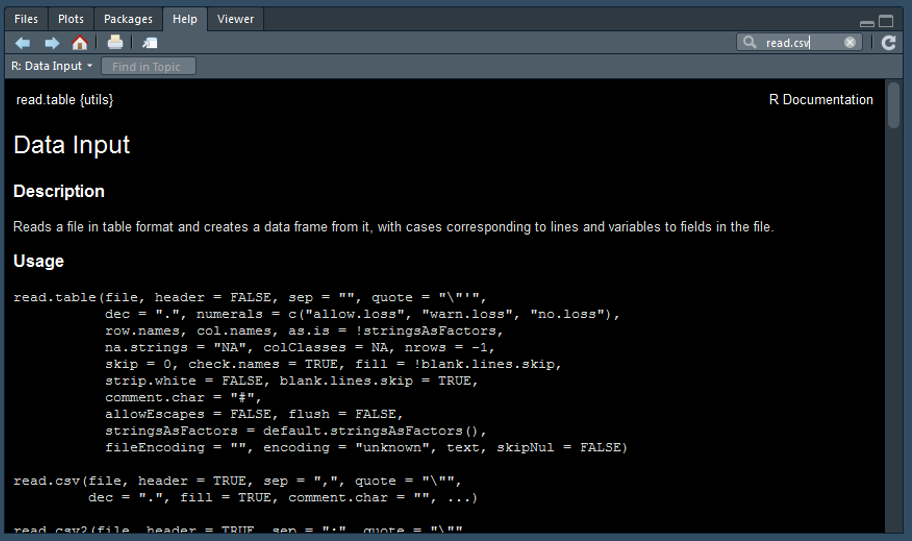 Files Plots Packages Help Viewer
read.csv
R: Data Input Find in Topic
read.table {utils} R Documentation
Data Input
Description
Reads a file in table format and creates a data frame from it, with cases corresponding to lines and variables to fields in the file.
Usage
read.table(file, header = FALSE, sep = "", quote = "\"'",
dec = ".", numerals = c("allow.loss", "warn.loss", "no.loss"),
row.names, col.names, as.is = !stringsAsFactors,
na.strings = "NA", colClasses = NA, nrows = -1,
skip = 0, check.names = TRUE, fill = !blank.lines.skip,
strip.white = FALSE, blank.lines.skip = TRUE,
comment.char = "#",
allowEscapes = FALSE, flush = FALSE,
stringsAsFactors = default.stringsAsFactors(),
fileEncoding = "", encoding = "unknown", text, skipNul = FALSE)
read.csv(file, header = TRUE, sep = ",", quote = "\"",
dec = ".", fill = TRUE, comment.char = "", ...)
read.csv2(file, header = TRUE, sep = ";", quote = "\"",